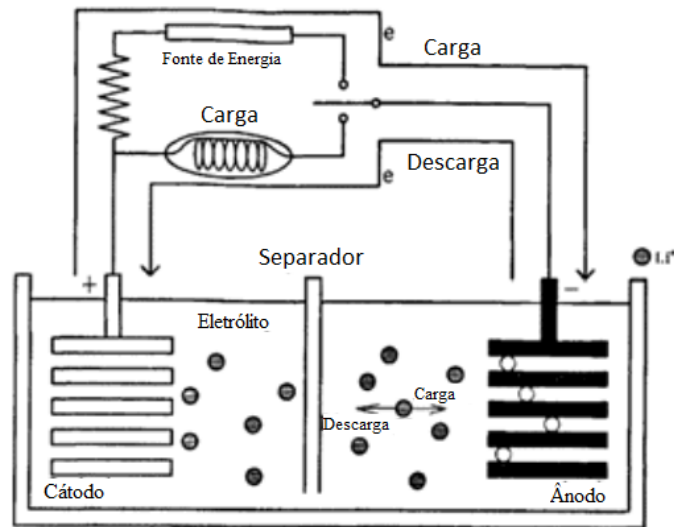 e
Carga
Fonte de Energia
Carga
Descarga
e
Separador
Li+
+
−
Eletrólito
Carga
Descarga
Cátodo
Ânodo